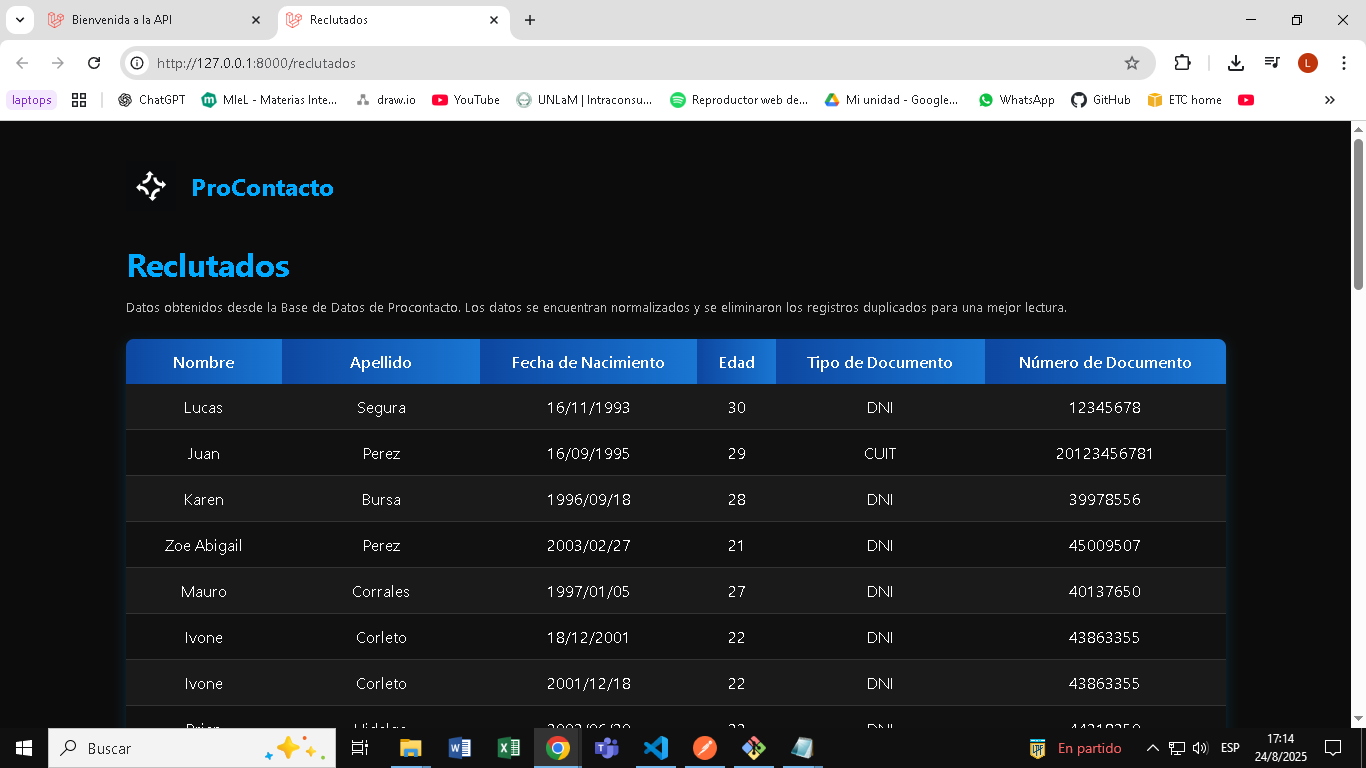 Bienvenida a la API
Reclutados
http://127.0.0.1:8000/reclutados
L
laptops
ChatGPT
MIeL - Materias Inte...
draw.io
YouTube
UNLaM | Intraconsu...
Reproductor web de...
Mi unidad - Google...
WhatsApp
GitHub
ETC home
ProContacto
Reclutados
Datos obtenidos desde la Base de Datos de Procontacto. Los datos se encuentran normalizados y se eliminaron los registros duplicados para una mejor lectura.
Nombre Apellido Fecha de Nacimiento Edad Tipo de Documento Número de Documento
Lucas Segura 16/11/1993 30 DNI 12345678
Juan Perez 16/09/1995 29 CUIT 20123456781
Karen Bursa 1996/09/18 28 DNI 39978556
Zoe Abigail Perez 2003/02/27 21 DNI 45009507
Mauro Corrales 1997/01/05 27 DNI 40137650
Ivone Corleto 18/12/2001 22 DNI 43863355
Ivone Corleto 2001/12/18 22 DNI 43863355
Buscar
En partido
ESP
17:14
24/8/2025